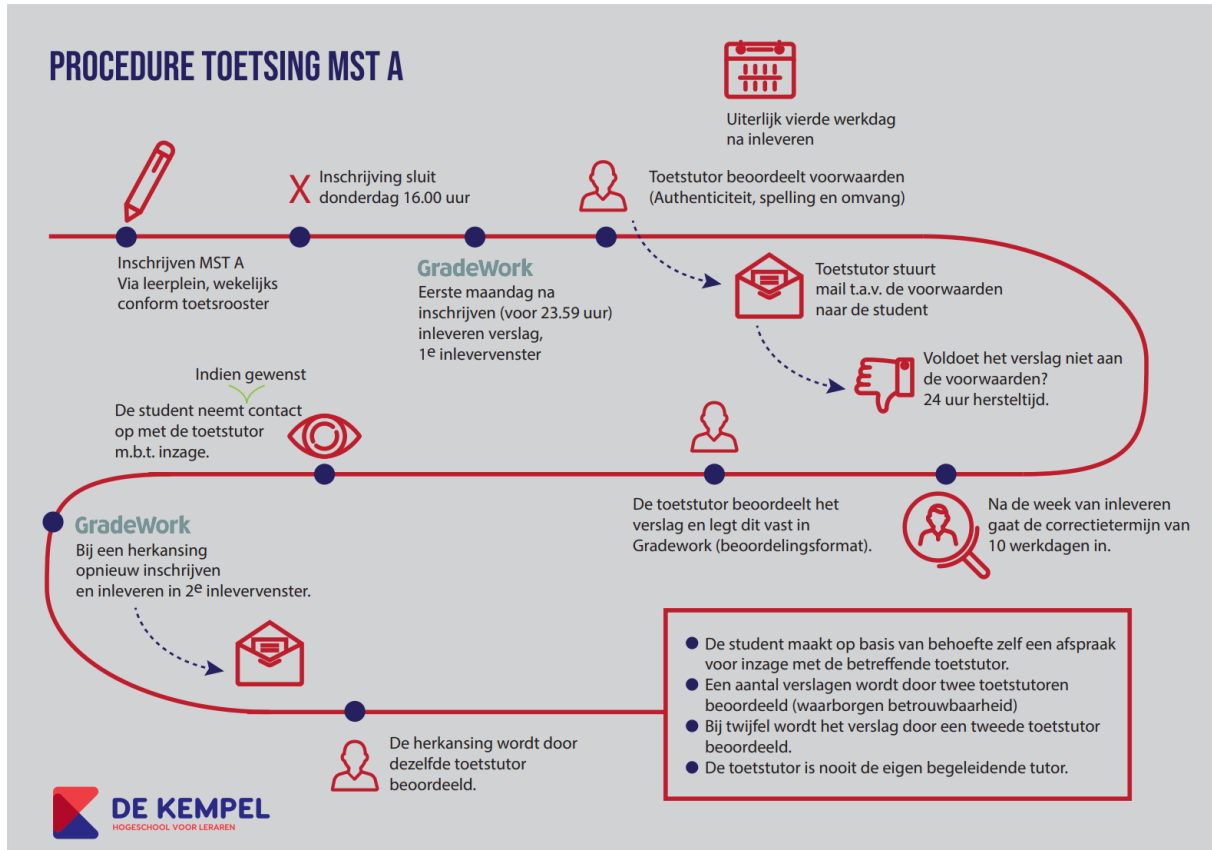 PROCEDURE TOETSING MST A
Uiterlijk vierde werkdag
na inleveren
Inschrijving sluit
donderdag 16.00 uur
Toetstutor beoordeelt voorwaarden
(Authenticiteit, spelling en omvang)
Inschrijven MST A
Via leerplein, wekelijks
conform toetsrooster
GradeWork
Eerste maandag na
inschrijven (voor 23.59 uur)
inleveren verslag,
1e inlevervenster
Toetstutor stuurt
mail t.a.v. de voorwaarden
naar de student
Voldoet het verslag niet aan
de voorwaarden?
24 uur hersteltijd.
Indien gewenst
De student neemt contact
op met de toetstutor
m.b.t. inzage.
De toetstutor beoordeelt het
verslag en legt dit vast in
Gradework (beoordelingsformat).
Na de week van inleveren
gaat de correctietermijn van
10 werkdagen in.
GradeWork
Bij een herkansing
opnieuw inschrijven
en inleveren in 2e inlevervenster.
De herkansing wordt door
dezelfde toetstutor
beoordeeld.
● De student maakt op basis van behoefte zelf een afspraak
voor inzage met de betreffende toetstutor.
● Een aantal verslagen wordt door twee toetstutoren
beoordeeld (waarborgen betrouwbaarheid)
● Bij twijfel wordt het verslag door een tweede toetstutor
beoordeeld.
● De toetstutor is nooit de eigen begeleidende tutor.
DE KEMPEL
HOGESCHOOL VOOR LERAREN